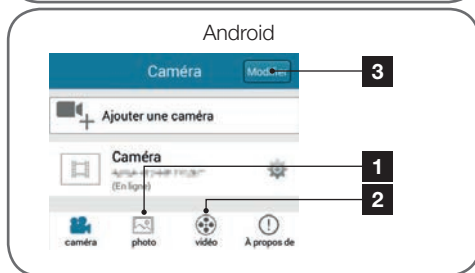 Android
Caméra Modifier 3
Ajouter une caméra
Caméra
(En ligne)
1
2
caméra photo vidéo À propos de